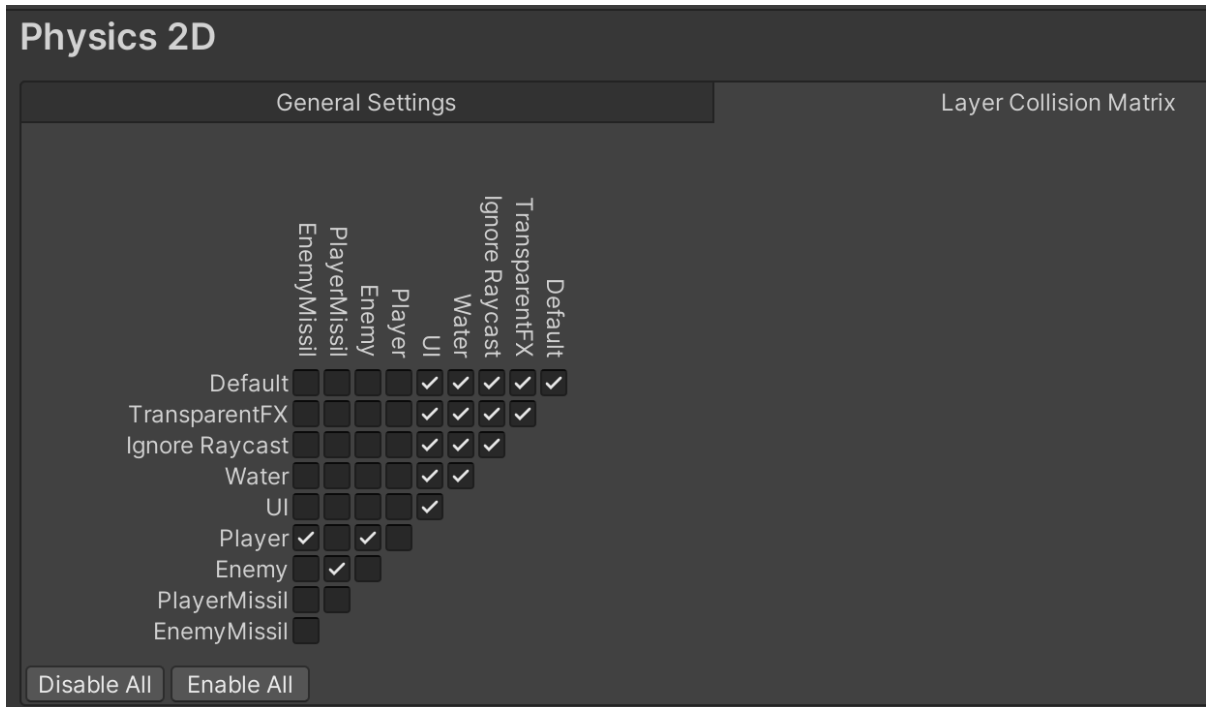 Physics 2D
General Settings
Layer Collision Matrix
EnemyMissil
PlayerMissil
Enemy
Player
UI
Water
Ignore Raycast
TransparentFX
Default
Default
TransparentFX
Ignore Raycast
Water
UI
Player
Enemy
PlayerMissil
EnemyMissil
Disable All
Enable All